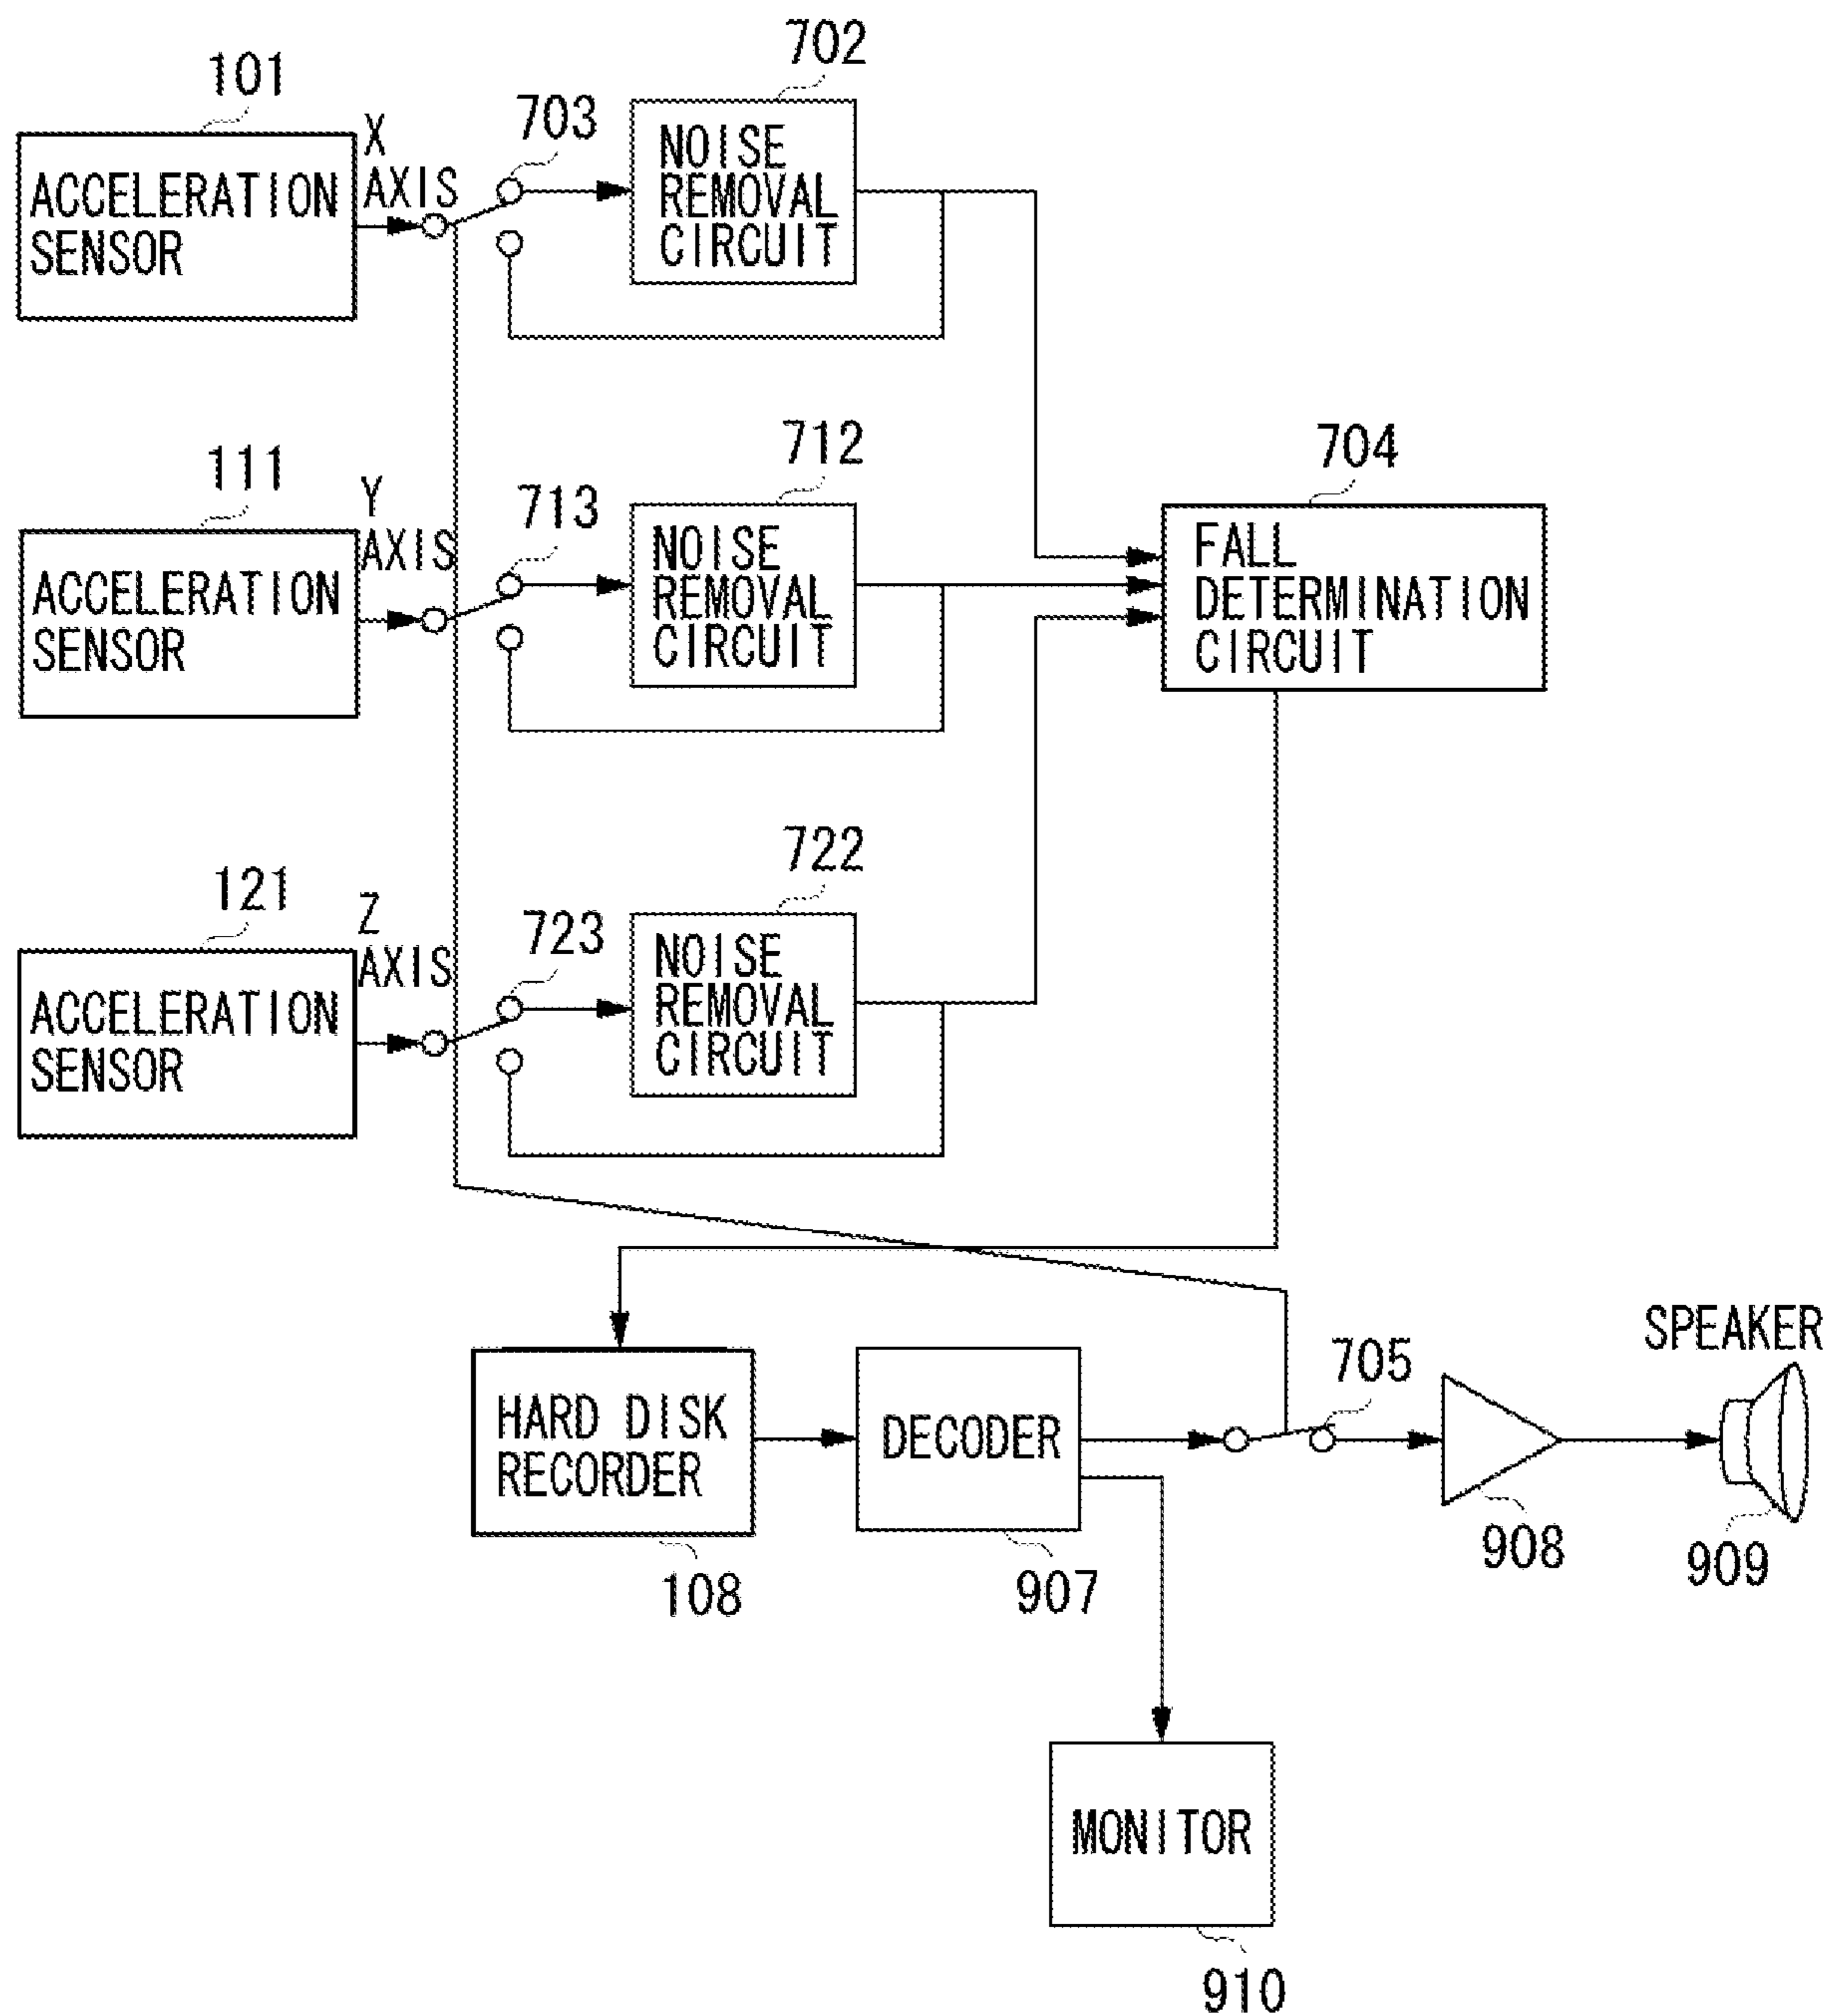 702
101
703
X
AXIS
NOISE
REMOVAL
CIRCUIT
ACCELERATION
SENSOR
712
704
111
Y
AXIS
713
NOISE
REMOVAL
CIRCUIT
FALL
DETERMINATION
CIRCUIT
ACCELERATION
SENSOR
722
121
Z
AXIS
723
NOISE
REMOVAL
CIRCUIT
ACCELERATION
SENSOR
SPEAKER
705
HARD DISK
RECORDER
DECODER
908
909
108
907
MONITOR
910